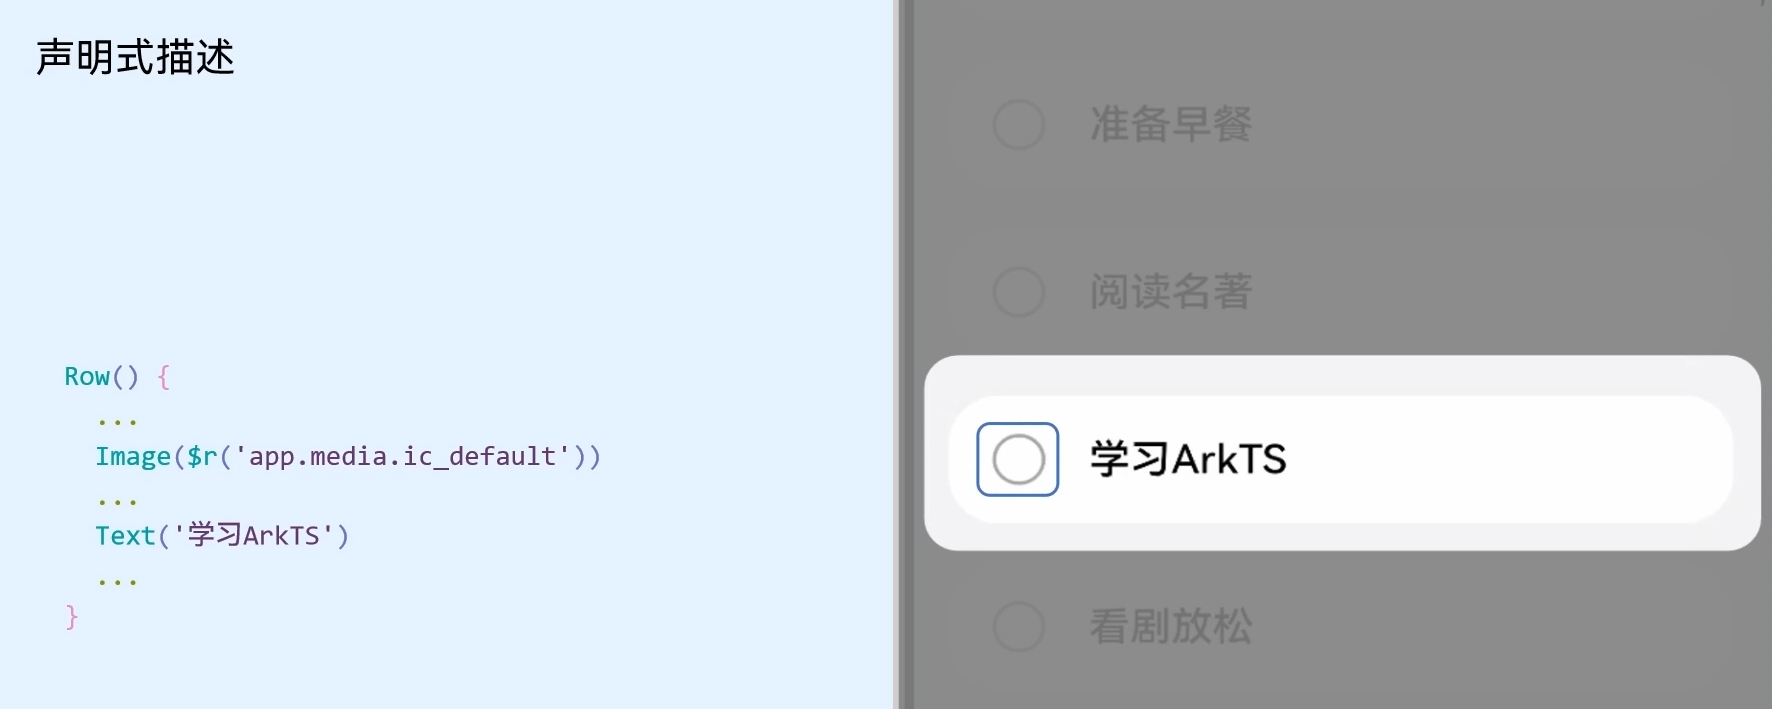 声明式描述
Row() {
...
Image($r('app.media.ic_default'))
...
Text('学习ArkTS')
...
}
准备早餐
阅读名著
学习ArkTS
看剧放松